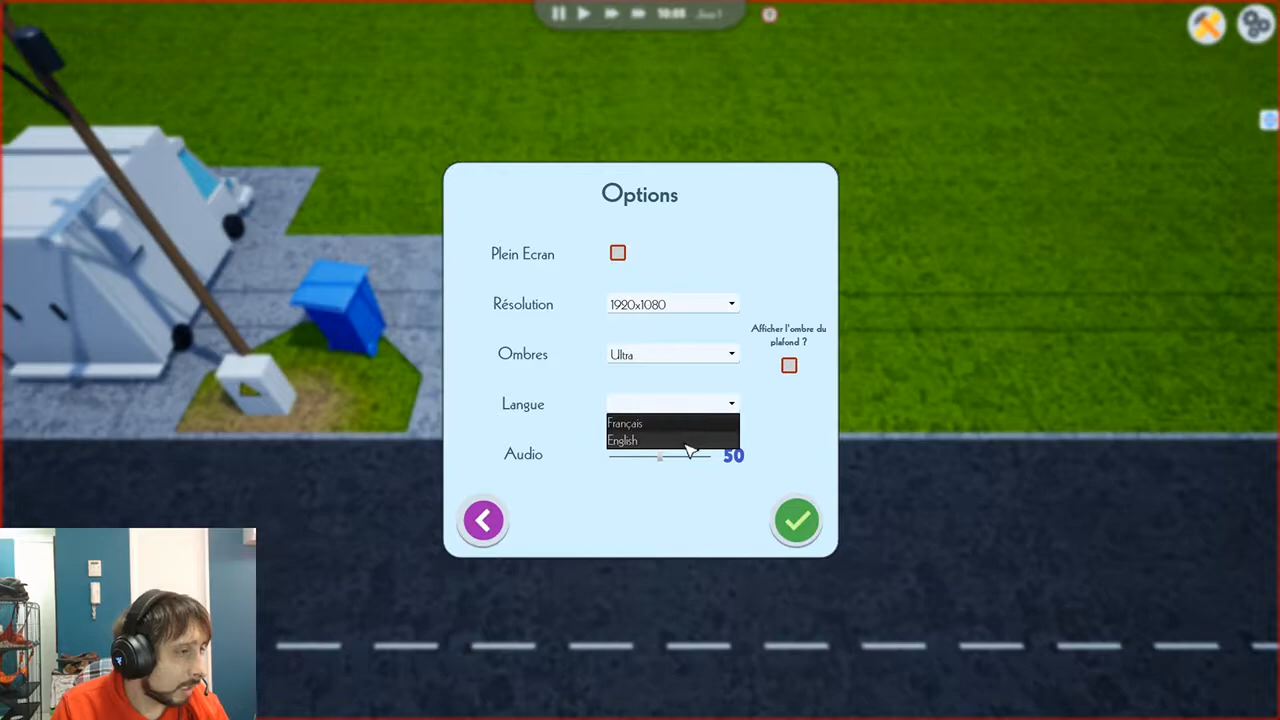 10:05
Options
Plein Ecran
Résolution
1920x1080
Afficher l'ombre du
plafond ?
Ombres
Ultra
Langue
Français
English
Audio
50